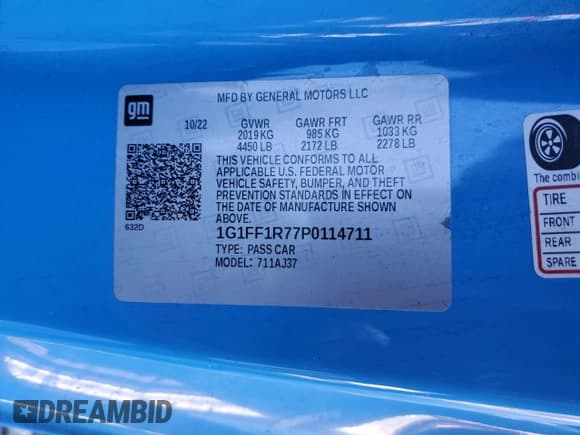 gm
MFD BY GENERAL MOTORS LLC
10/22 GVWR GAWR FRT GAWR RR
2019 KG 985 KG 1033 KG
4450 LB 2172 LB 2278 LB
THIS VEHICLE CONFORMS TO ALL
APPLICABLE U.S. FEDERAL MOTOR
VEHICLE SAFETY, BUMPER, AND THEFT
PREVENTION STANDARDS IN EFFECT ON
THE DATE OF MANUFACTURE SHOWN
ABOVE.
632D
1G1FF1R77P0114711
TYPE: PASS CAR
MODEL: 711AJ37
The combi
TIRE
FRONT
REAR
SPARE
DREAMBID